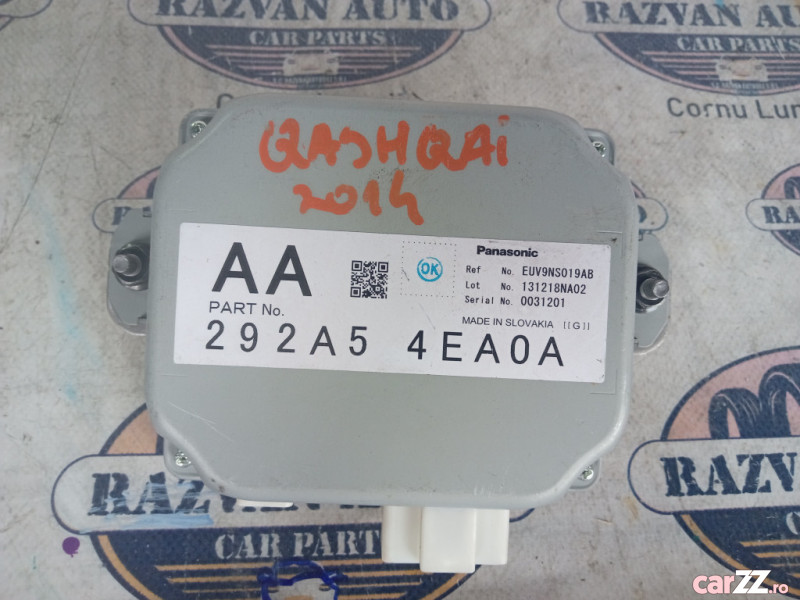 RAZVAN AUTO
CAR PARTS
RAZVAN AUTO
CAR PARTS
Cornu Lun
QASHQAI
2014
AA
OK
Panasonic
Ref No. EUV9NS019AB
Lot No. 131218NA02
Serial No. 0031201
PART No.
MADE IN SLOVAKIA [[G]]
292A5 4EA0A
RAZVAN
CAR PARTS
RAZVAN
CAR PA
carZZ.ro